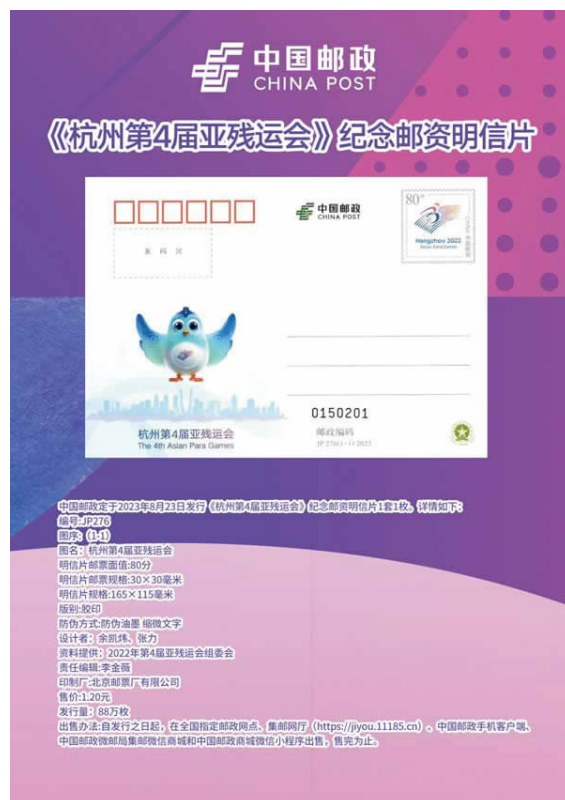 中国邮政
CHINA POST
《杭州第4届亚残运会》纪念邮资明信片
中国邮政
CHINA POST
80
Hangzhou 2022
Asian Para Games
CHINA
条 码 区
0150201
邮政编码
JP 276(1-1) 2023
杭州第4届亚残运会
The 4th Asian Para Games
中国邮政定于2023年8月23日发行《杭州第4届亚残运会》纪念邮资明信片1套1枚。详情如下:
编号:JP276
图序:(1-1)
图名:杭州第4届亚残运会
明信片邮票面值:80分
明信片邮票规格:30×30毫米
明信片规格:165×115毫米
版别:胶印
防伪方式:防伪油墨 缩微文字
设计者:余凯炜、张力
资料提供:2022年第4届亚残运会组委会
责任编辑:李金薇
印制厂:北京邮票厂有限公司
售价:1.20元
发行量:88万枚
出售办法:自发行之日起,在全国指定邮政网点、集邮网厅(https://jiyou.11185.cn)、中国邮政手机客户端、
中国邮政微邮局集邮微信商城和中国邮政商城微信小程序出售,售完为止。